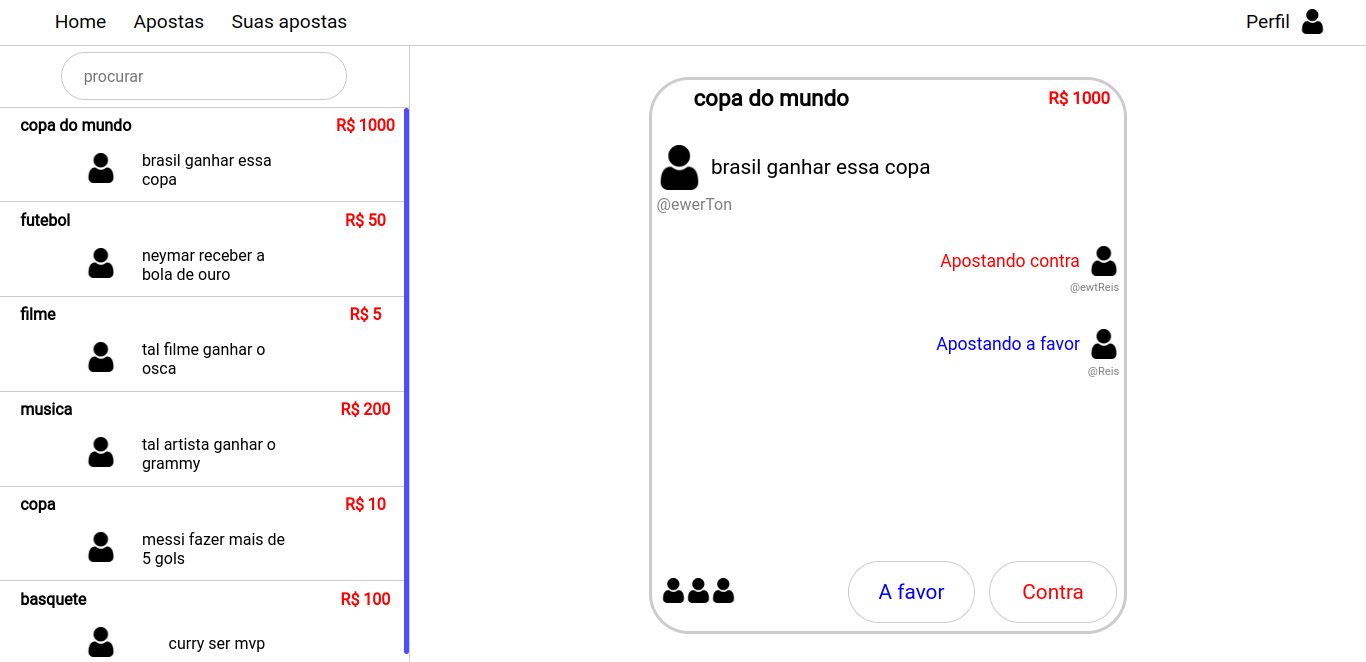 Home Apostas Suas apostas Perfil
procurar
copa do mundo R$ 1000
brasil ganhar essa
copa
futebol R$ 50
neymar receber a
bola de ouro
filme R$ 5
tal filme ganhar o
osca
musica R$ 200
tal artista ganhar o
grammy
copa R$ 10
messi fazer mais de
5 gols
basquete R$ 100
curry ser mvp
copa do mundo R$ 1000
brasil ganhar essa copa
@ewerTon
Apostando contra
@ewtReis
Apostando a favor
@Reis
A favor Contra